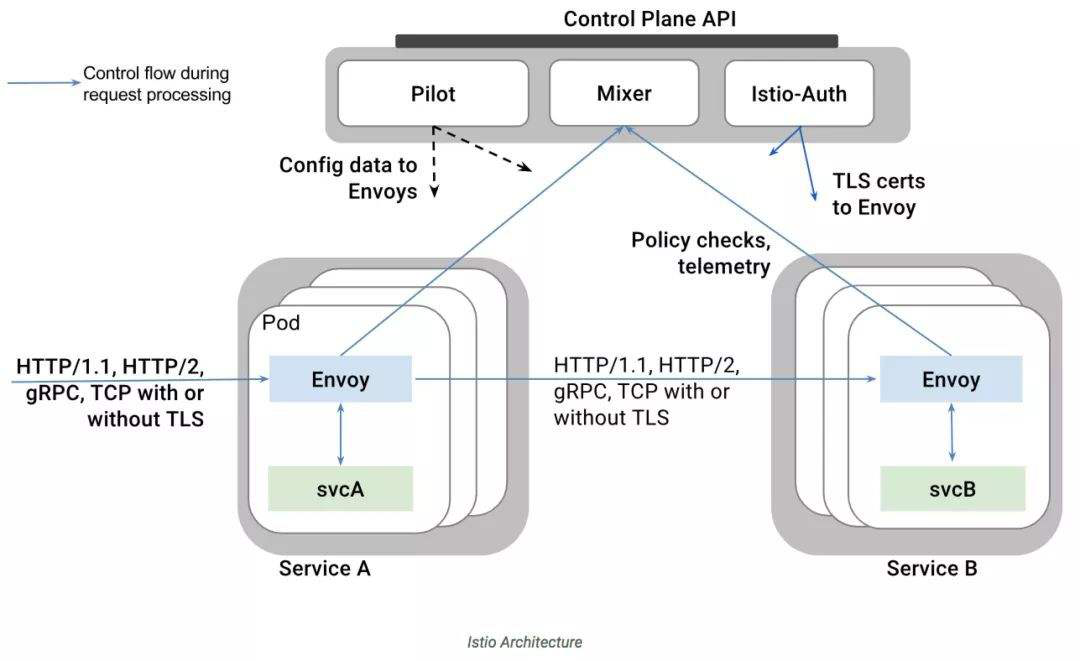 Control Plane API
Control flow during
request processing
Pilot
Mixer
Istio-Auth
Config data to
Envoys
TLS certs
to Envoy
Policy checks,
telemetry
Pod
HTTP/1.1, HTTP/2,
gRPC, TCP with or
without TLS
Envoy
HTTP/1.1, HTTP/2,
gRPC, TCP with or
without TLS
Envoy
svcA
svcB
Service A
Service B
Istio Architecture